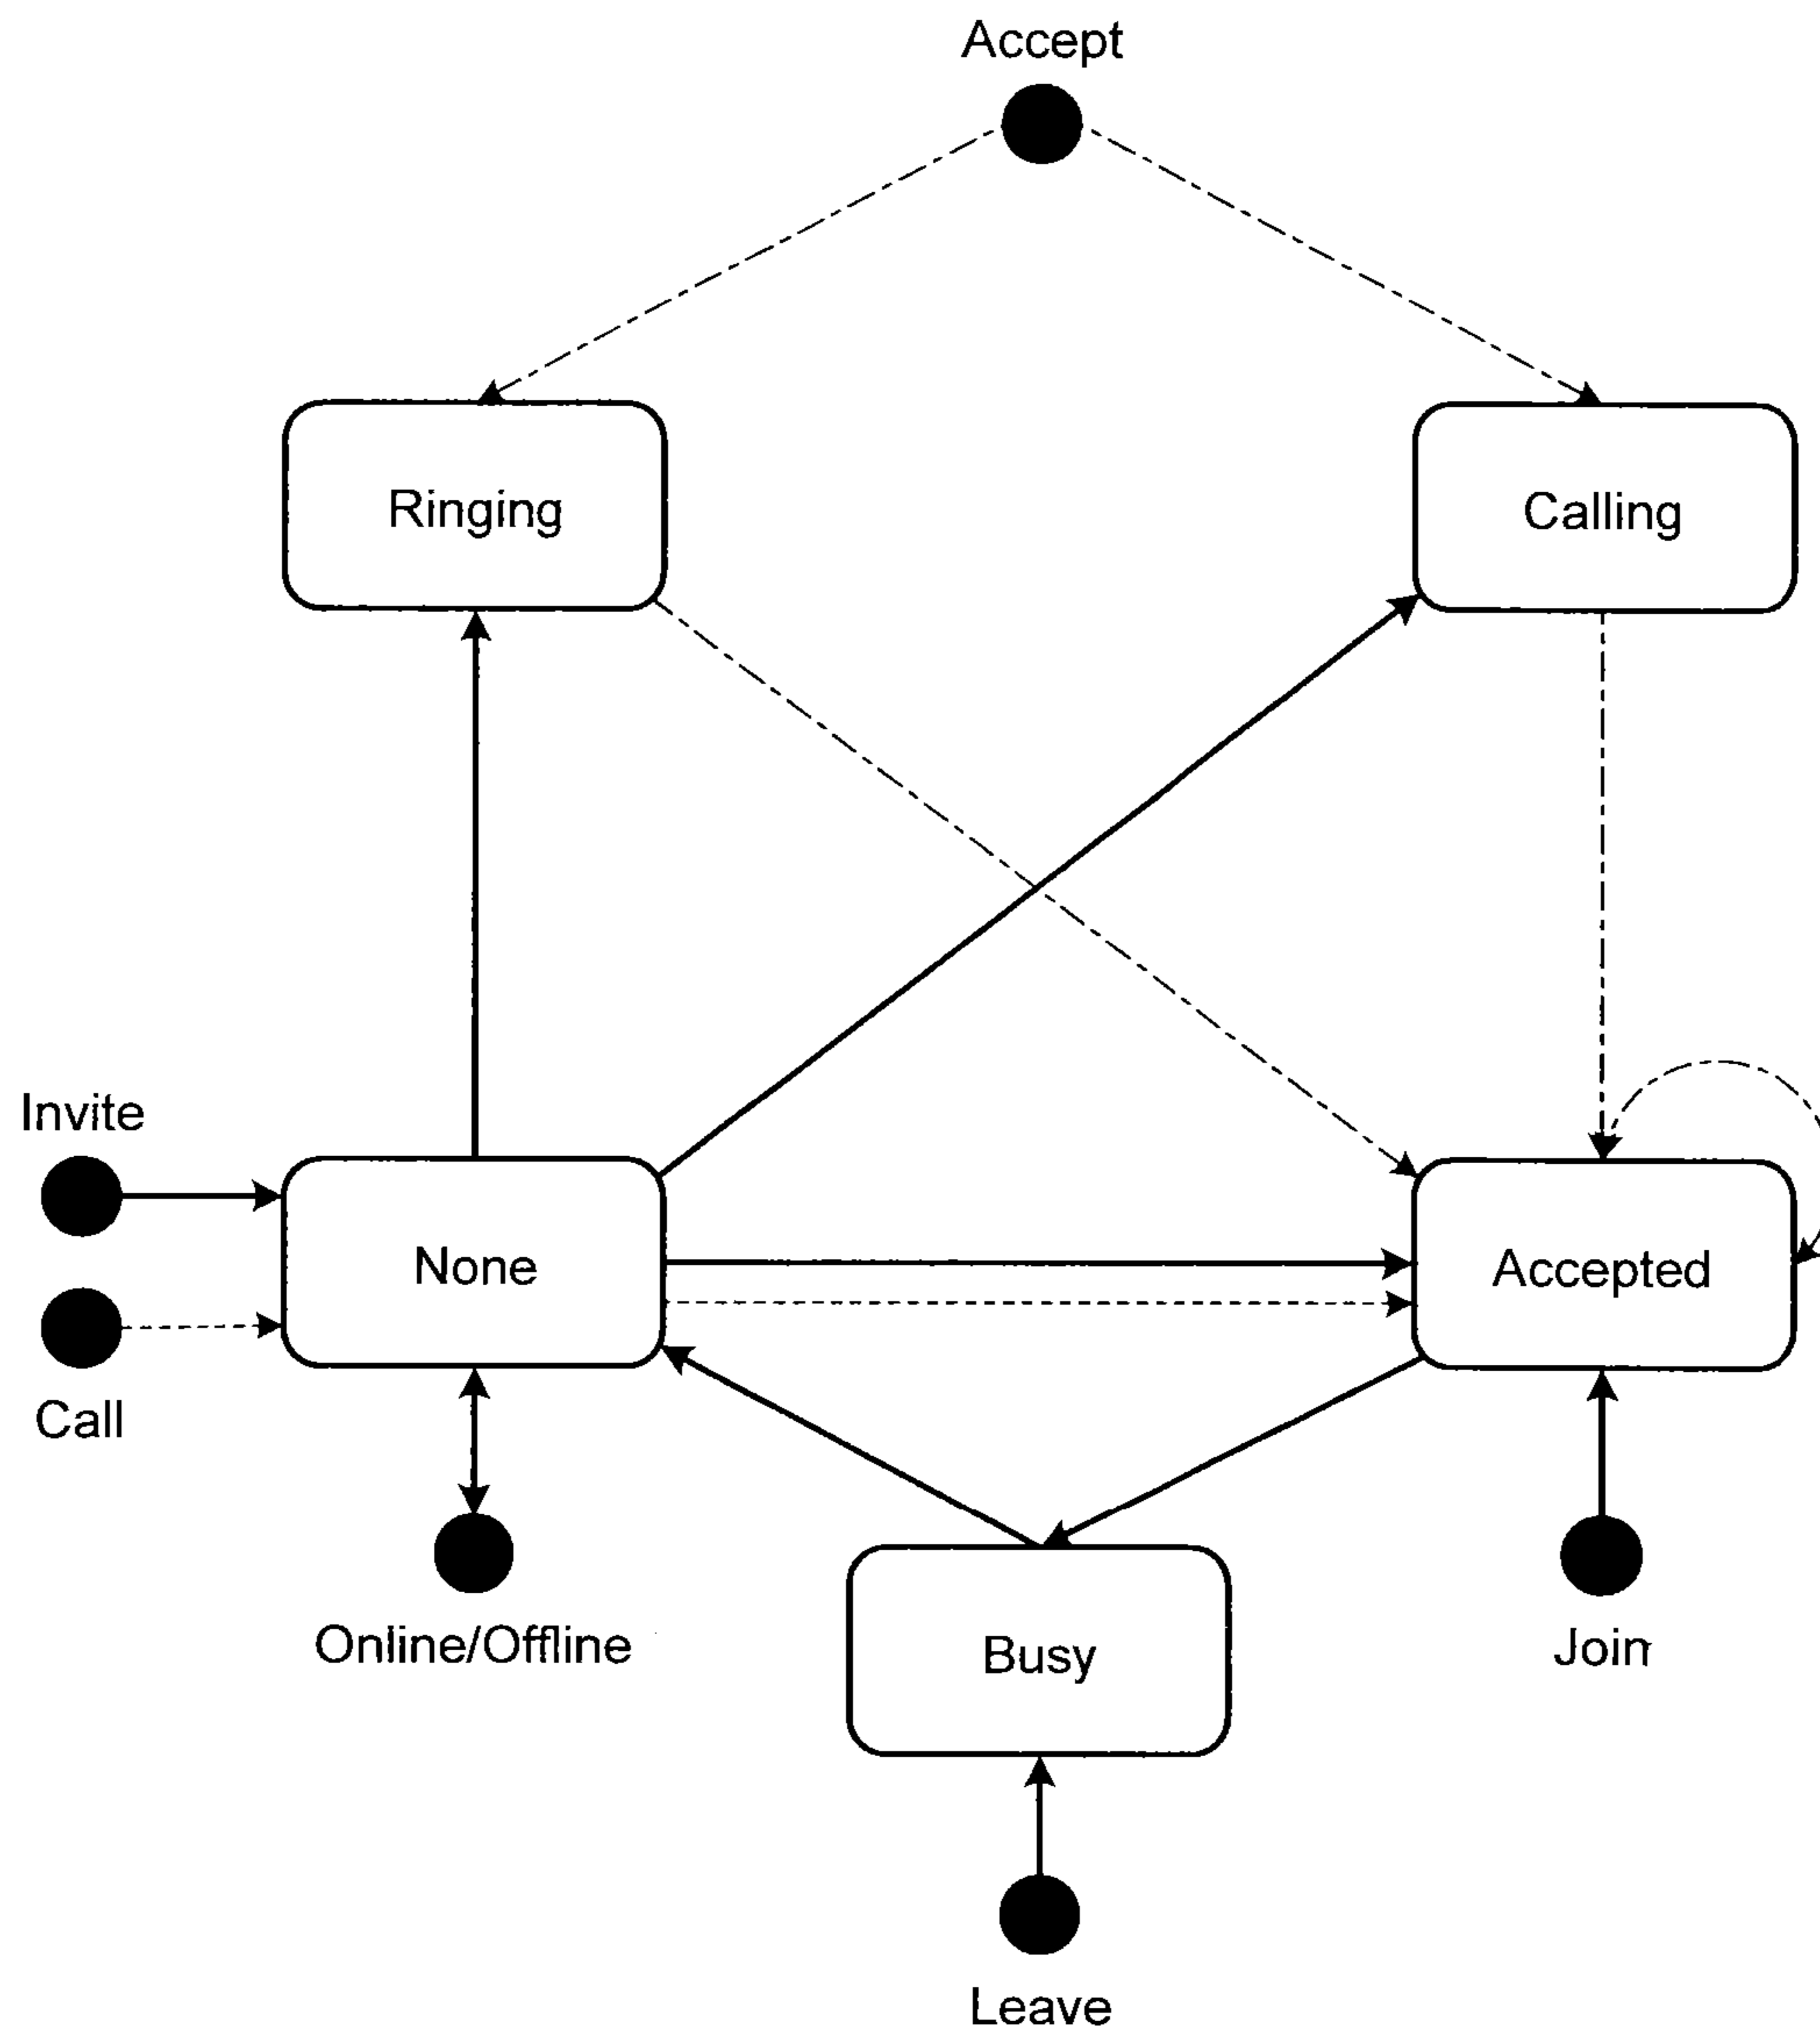 Accept
Ringing
Calling
Invite
None
Accepted
Call
Online/Offline
Busy
Join
Leave